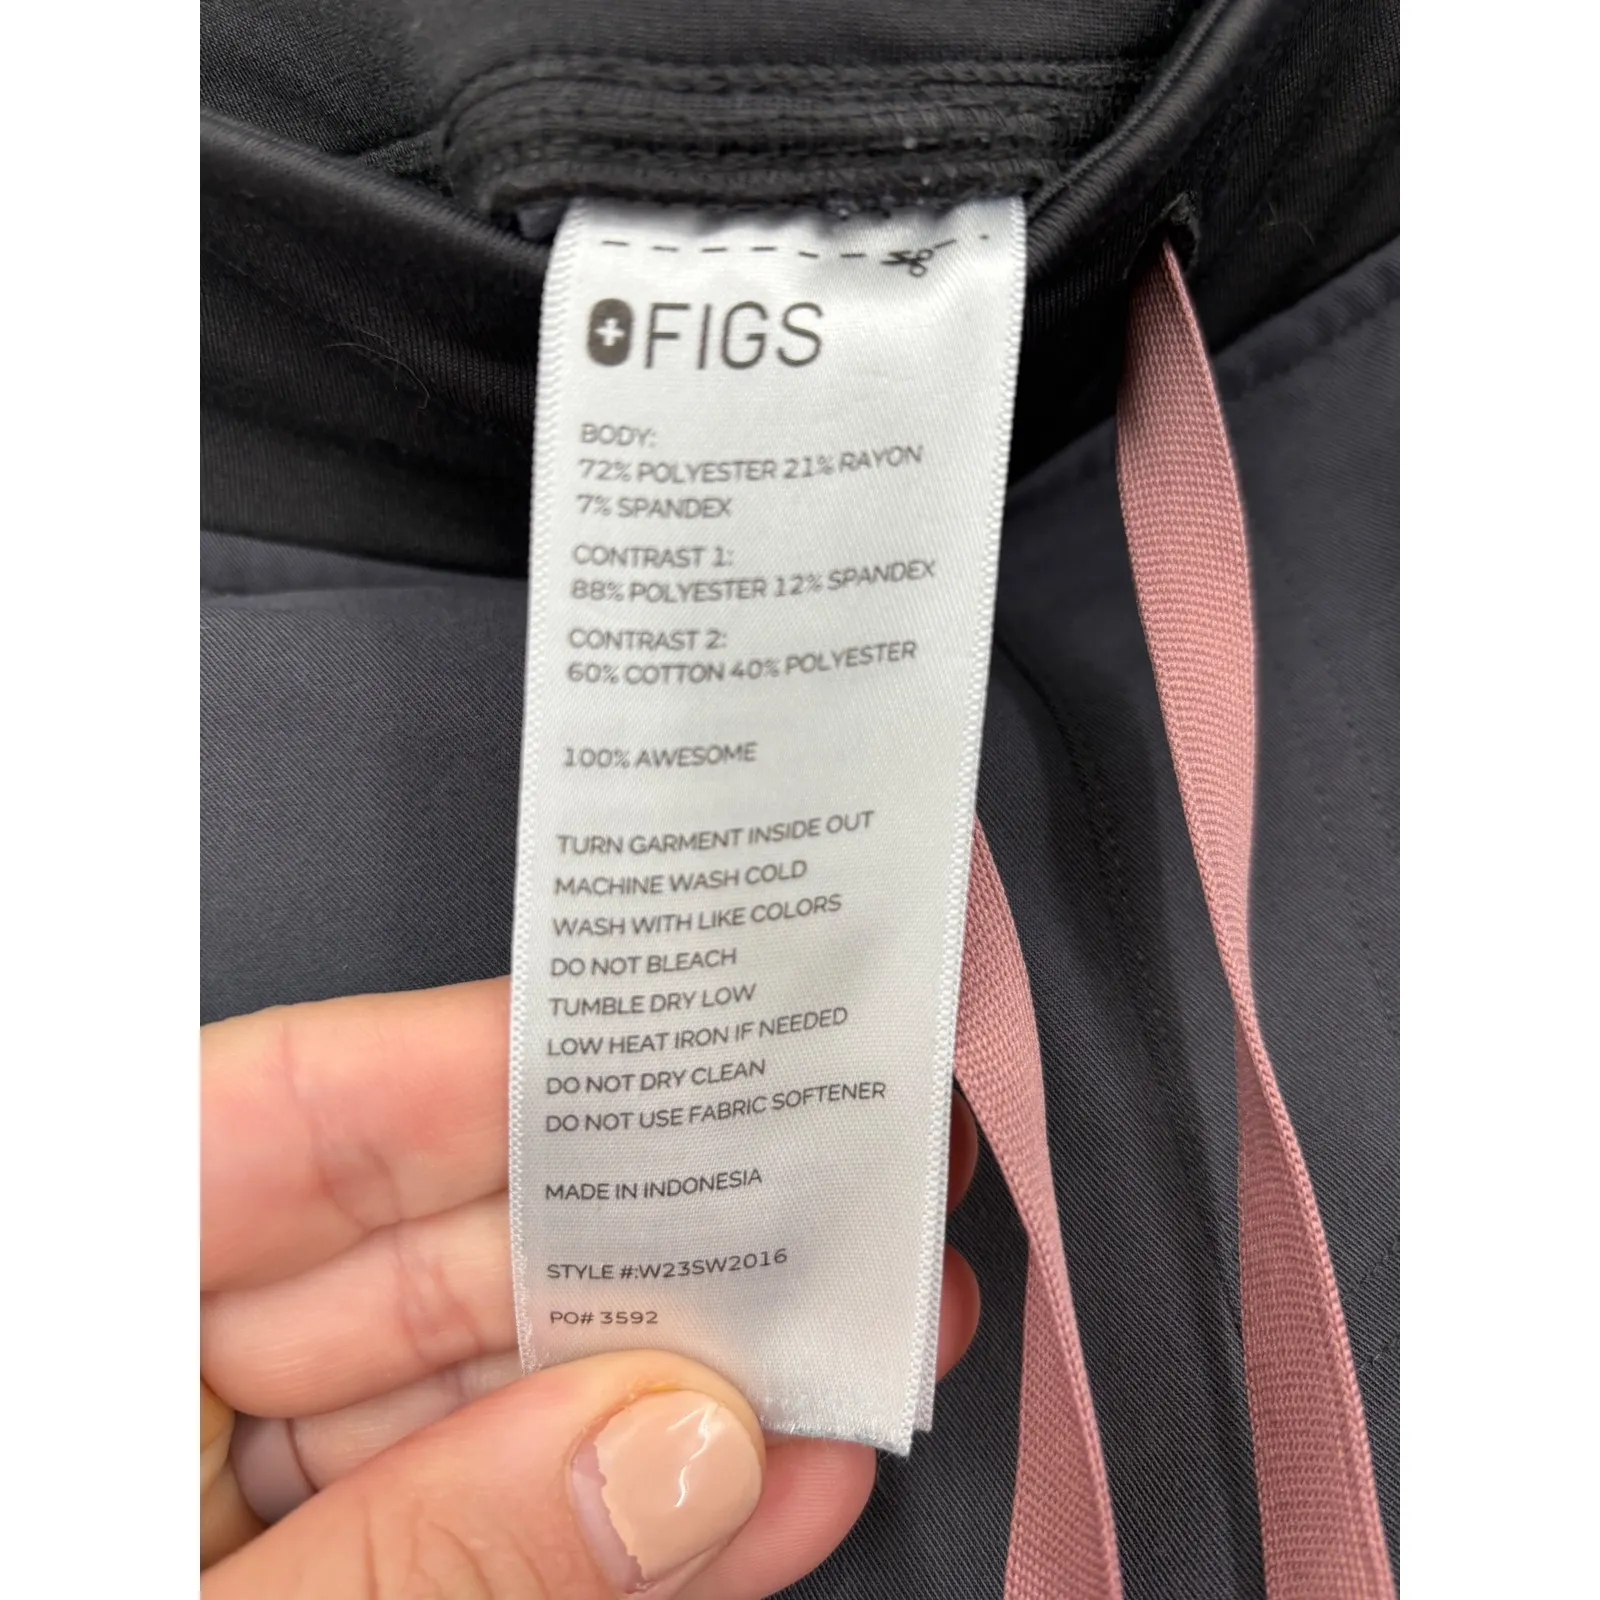 FIGS
BODY:
72% POLYESTER 21% RAYON
7% SPANDEX
CONTRAST 1:
88% POLYESTER 12% SPANDEX
CONTRAST 2:
60% COTTON 40% POLYESTER
100% AWESOME
TURN GARMENT INSIDE OUT
MACHINE WASH COLD
WASH WITH LIKE COLORS
DO NOT BLEACH
TUMBLE DRY LOW
LOW HEAT IRON IF NEEDED
DO NOT DRY CLEAN
DO NOT USE FABRIC SOFTENER
MADE IN INDONESIA
STYLE #:W23SW2016
PO# 3592